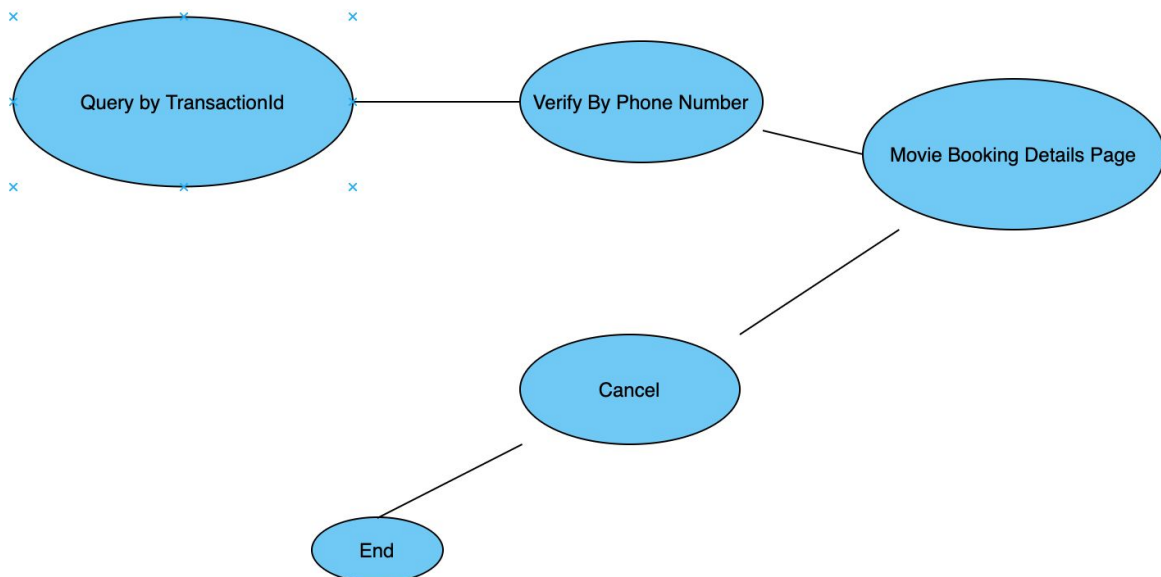 Query by TransactionId
Verify By Phone Number
Movie Booking Details Page
Cancel
End